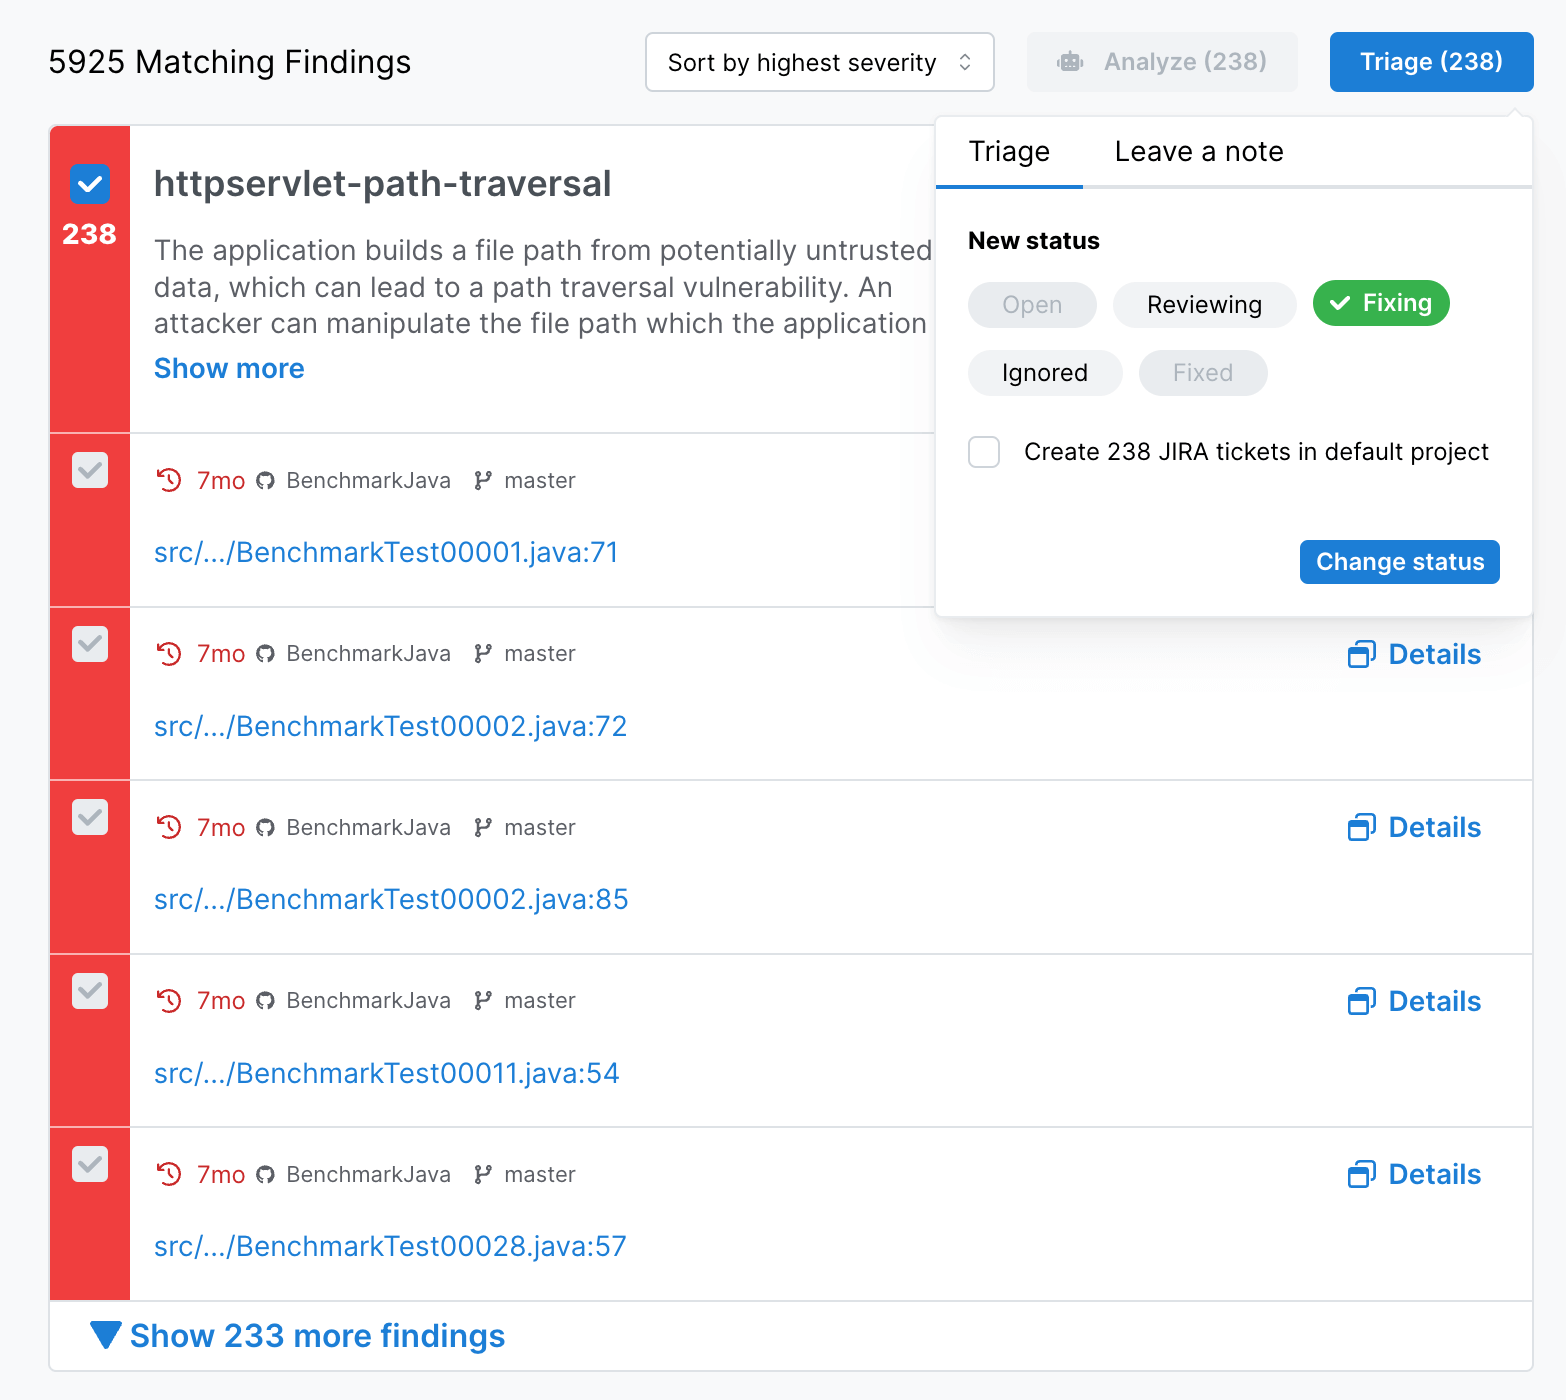 5925 Matching Findings
Sort by highest severity
Analyze (238)
Triage (238)
httpservlet-path-traversal
238
The application builds a file path from potentially untrusted
data, which can lead to a path traversal vulnerability. An
attacker can manipulate the file path which the application
Show more
Triage
Leave a note
New status
Open
Reviewing
Fixing
Ignored
Fixed
Create 238 JIRA tickets in default project
Change status
7mo BenchmarkJava master
src/.../BenchmarkTest00001.java:71
7mo BenchmarkJava master
Details
src/.../BenchmarkTest00002.java:72
7mo BenchmarkJava master
Details
src/.../BenchmarkTest00002.java:85
7mo BenchmarkJava master
Details
src/.../BenchmarkTest00011.java:54
7mo BenchmarkJava master
Details
src/.../BenchmarkTest00028.java:57
Show 233 more findings